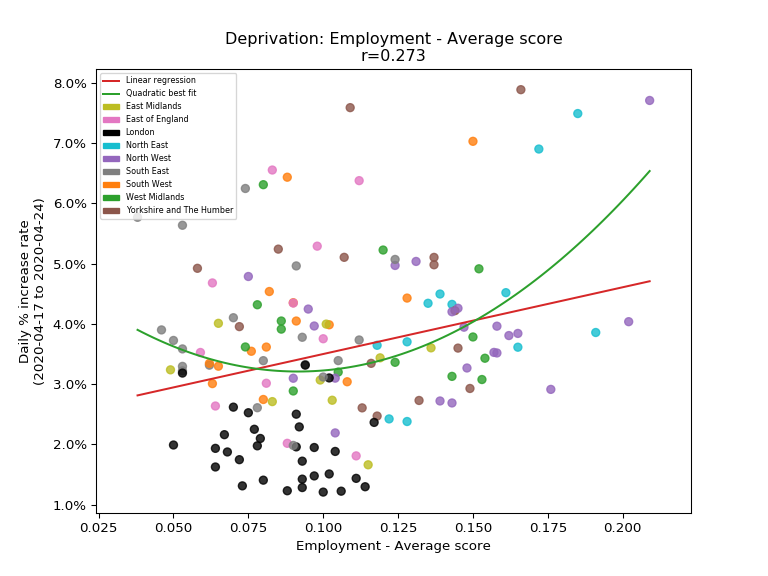 Deprivation: Employment - Average score
r=0.273
8.0%
7.0%
6.0%
5.0%
4.0%
3.0%
2.0%
1.0%
Daily % increase rate
(2020-04-17 to 2020-04-24)
Linear regression
Quadratic best fit
East Midlands
East of England
London
North East
North West
South East
South West
West Midlands
Yorkshire and The Humber
0.025 0.050 0.075 0.100 0.125 0.150 0.175 0.200
Employment - Average score